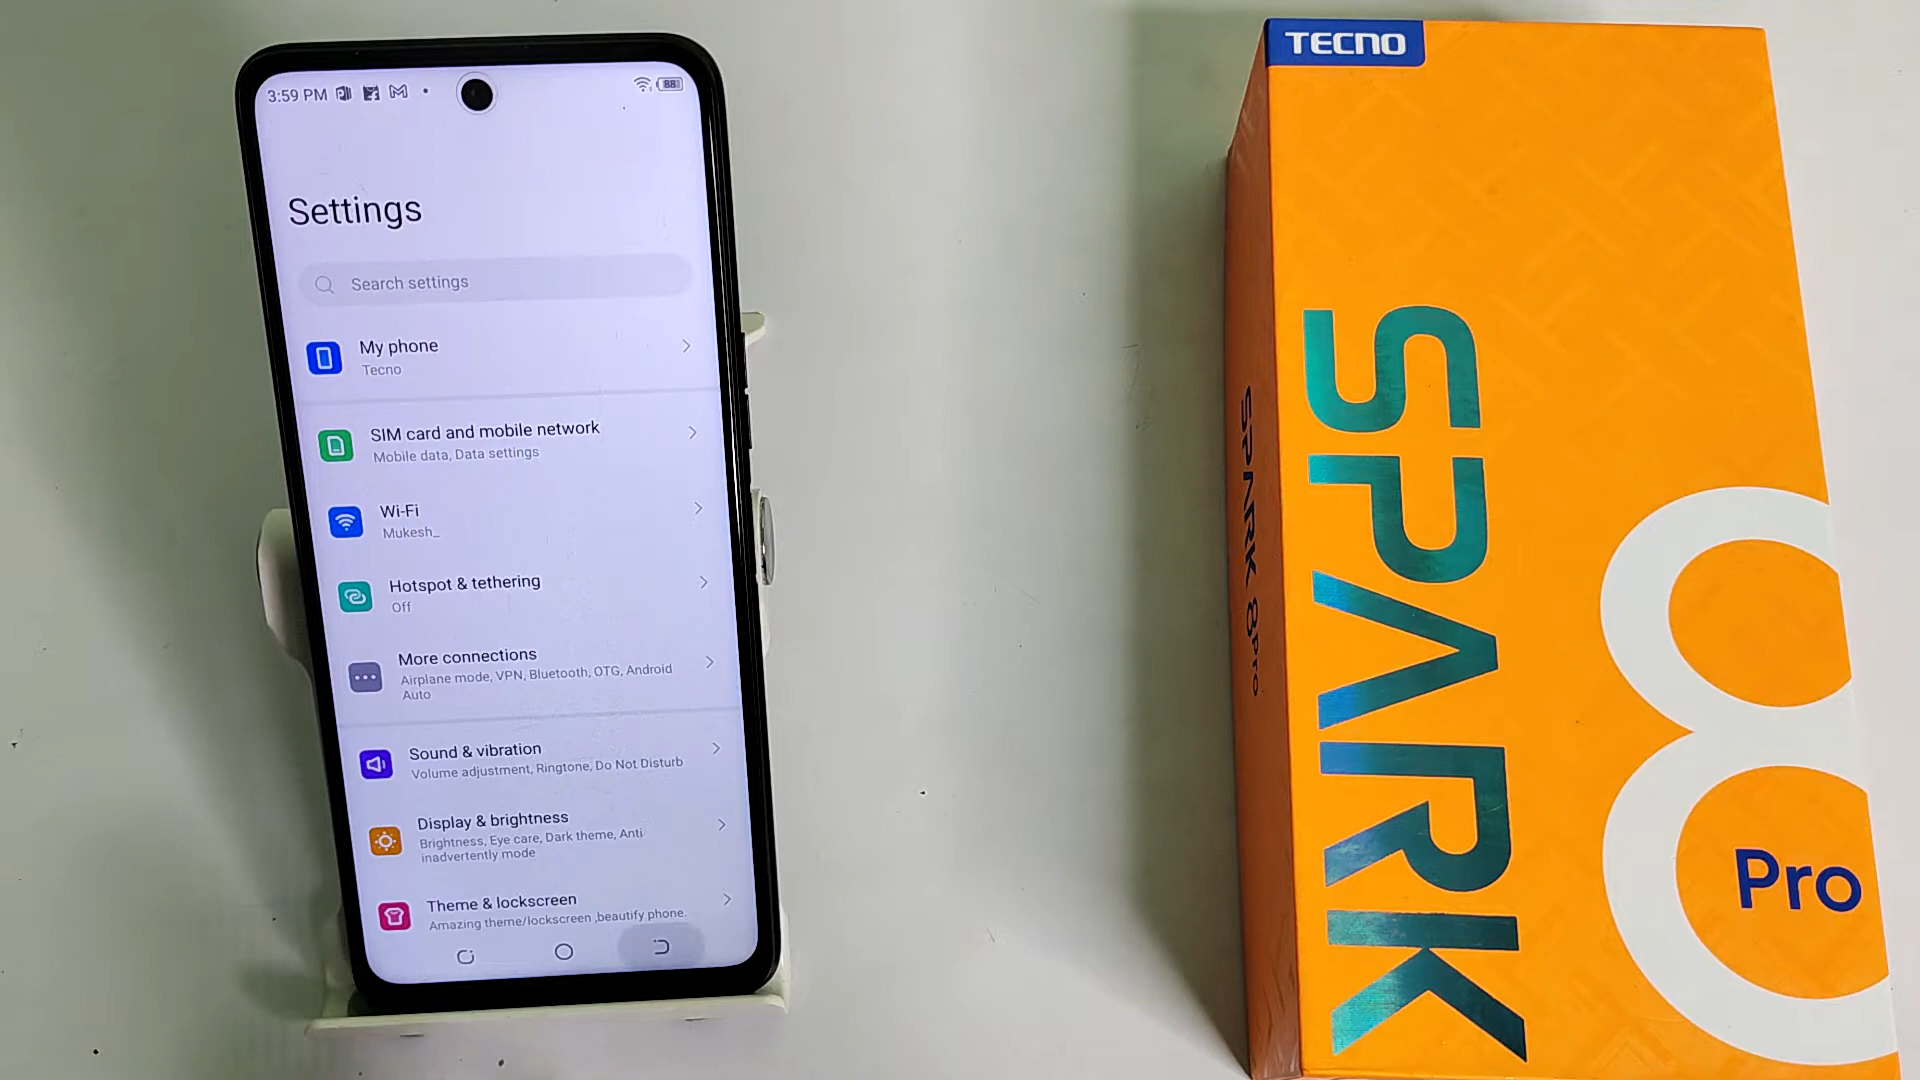 3:59 PM
88
Settings
Search settings
My phone
Tecno
SIM card and mobile network
Mobile data, Data settings
Wi-Fi
Mukesh_
Hotspot & tethering
Off
More connections
Airplane mode, VPN, Bluetooth, OTG, Android
Auto
Sound & vibration
Volume adjustment, Ringtone, Do Not Disturb
Display & brightness
Brightness, Eye care, Dark theme, Anti
inadvertently mode
Theme & lockscreen
Amazing theme/lockscreen ,beautify phone.
TECNO
SPARK
8
Pro
SPARK 8Pro